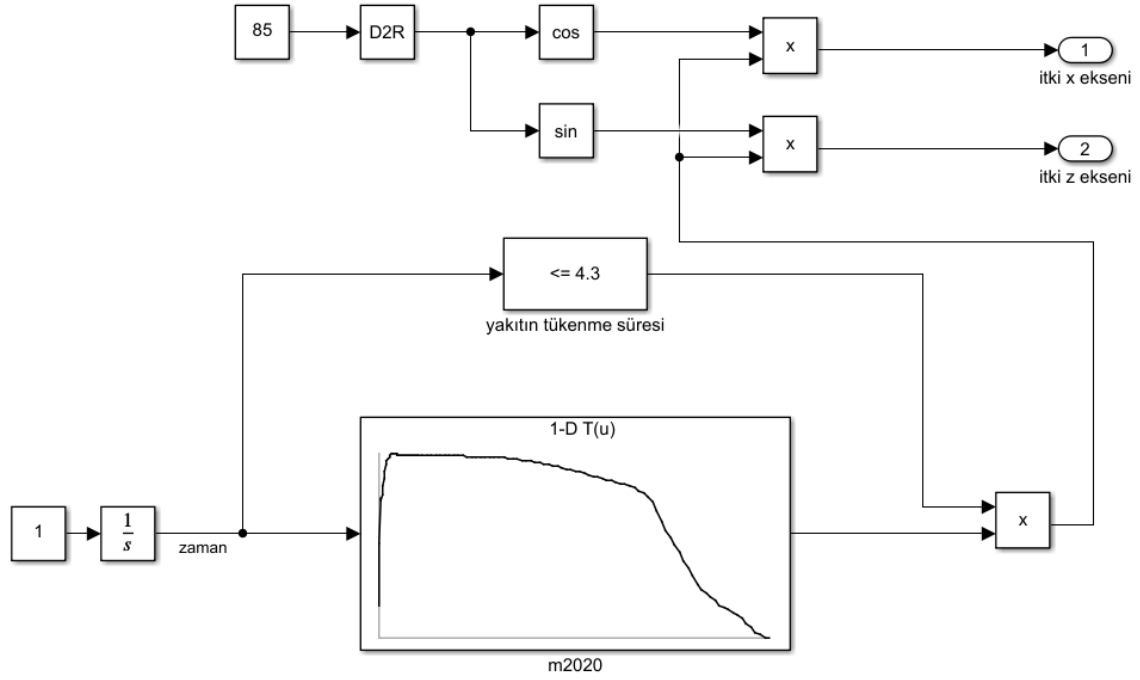 85
D2R
cos
x
1
itki x ekseni
sin
x
2
itki z ekseni
<= 4.3
yakıtın tükenme süresi
1-D T(u)
1
1
s
zaman
x
m2020